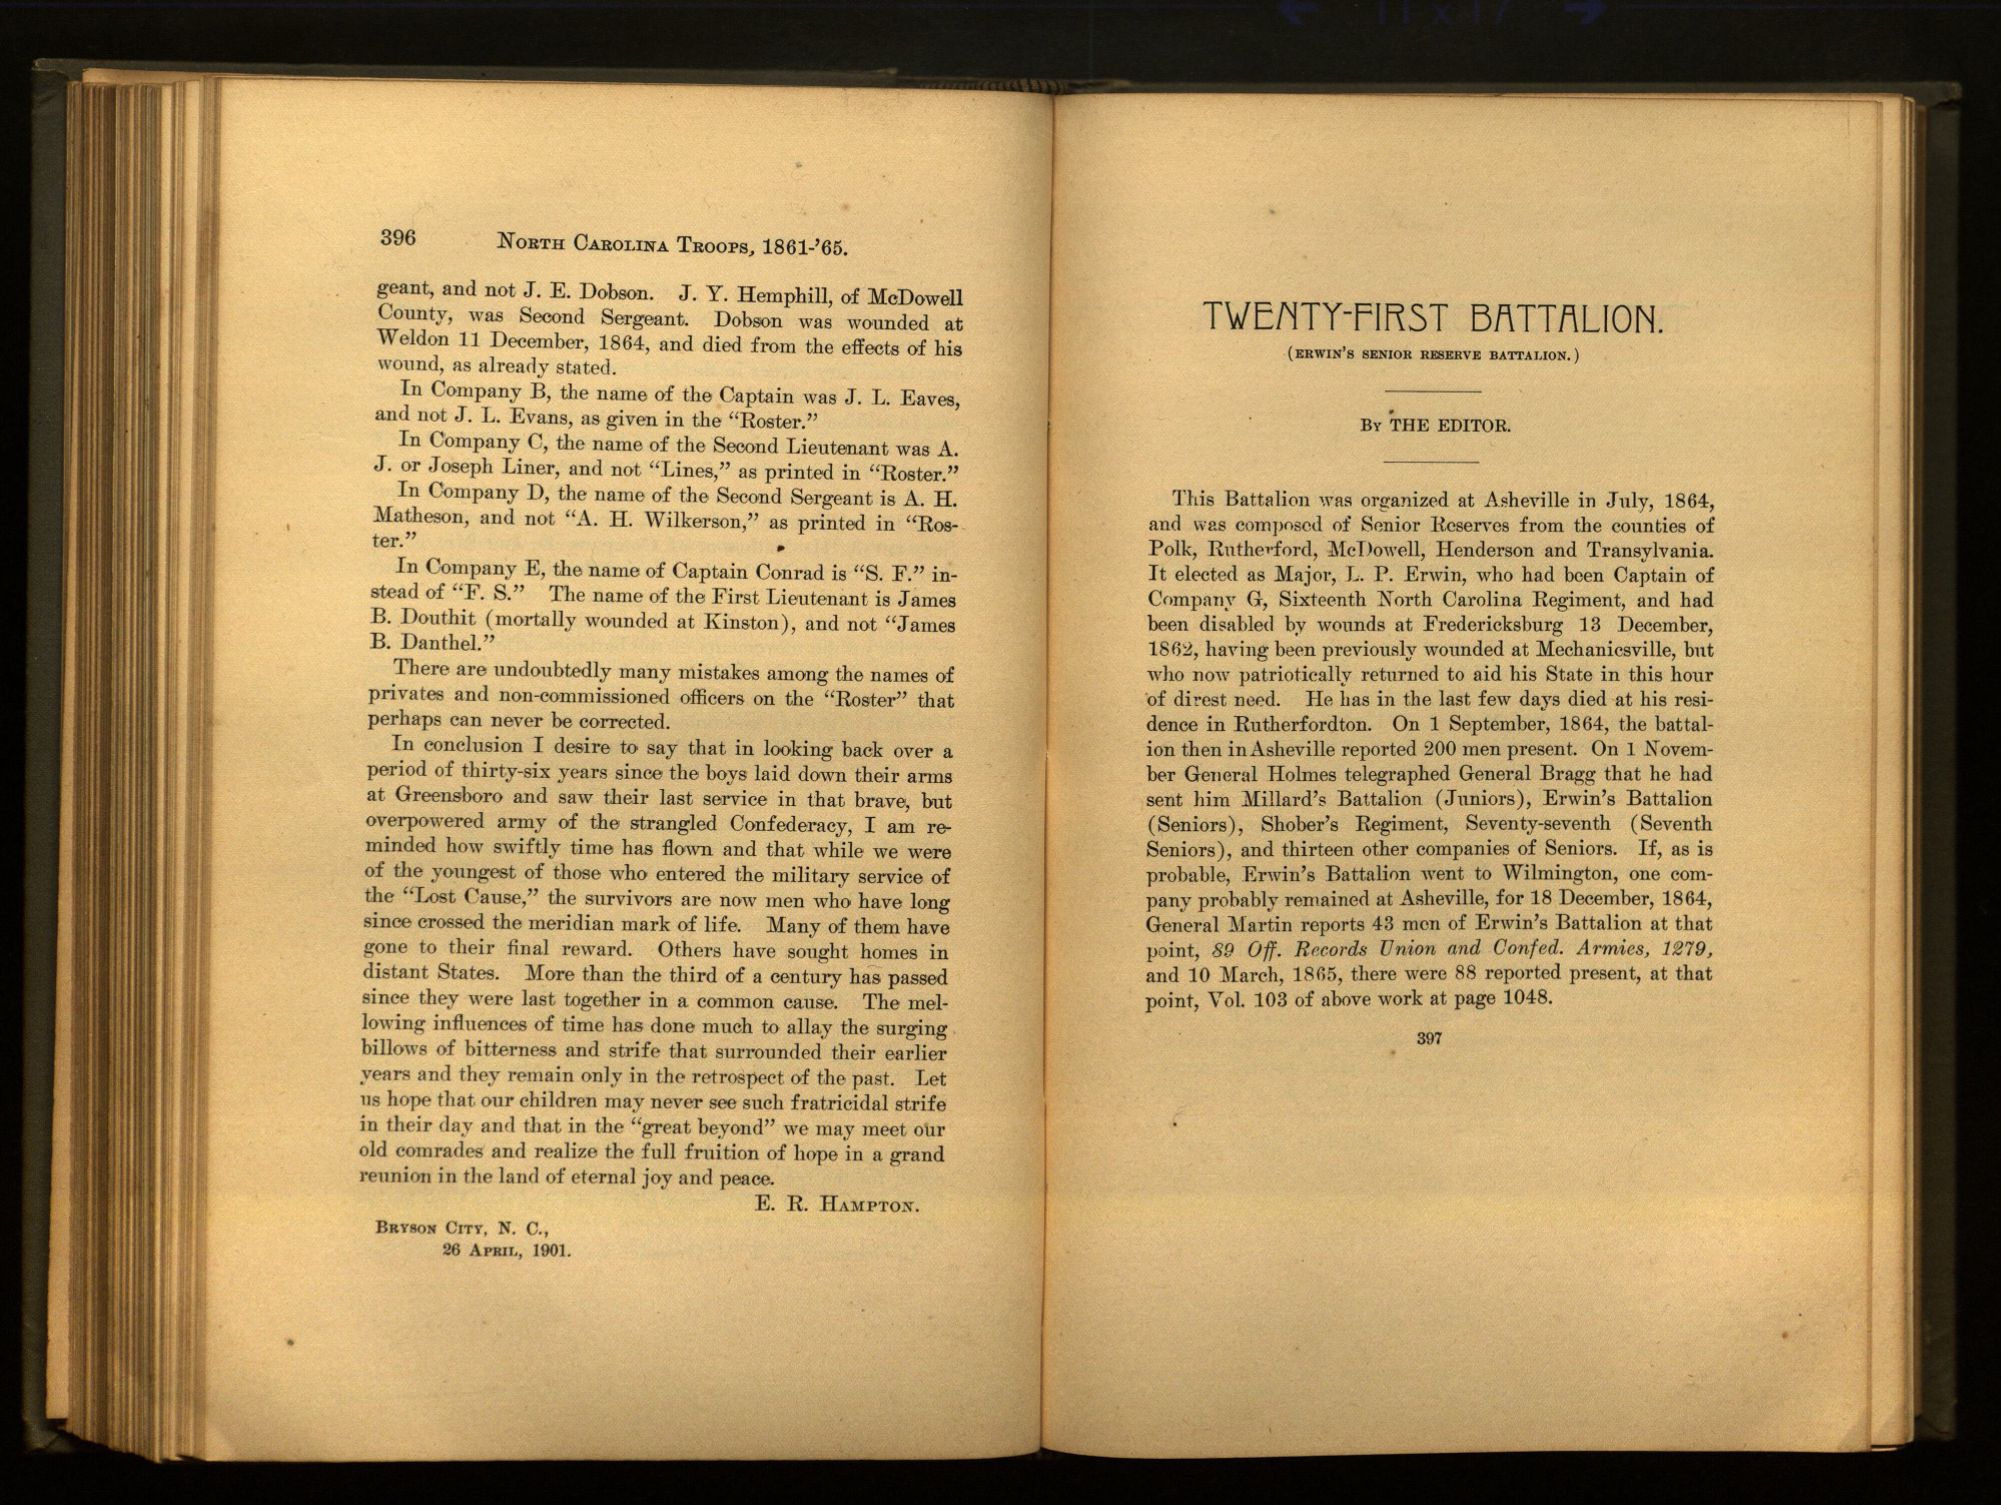 11 x 17
396 NORTH CAROLINA TROOPS, 1861-'65.
geant, and not J. E. Dobson. J. Y. Hemphill, of McDowell
County, was Second Sergeant. Dobson was wounded at
Weldon 11 December, 1864, and died from the effects of his
wound, as already stated.
In Company B, the name of the Captain was J. L. Eaves,
and not J. L. Evans, as given in the “Roster.”
In Company C, the name of the Second Lieutenant was A.
J. or Joseph Liner, and not “Lines,” as printed in “Roster.”
In Company D, the name of the Second Sergeant is A. H.
Matheson, and not “A. H. Wilkerson,” as printed in “Ros-
ter.”
In Company E, the name of Captain Conrad is “S. F.” in-
stead of “F. S.” The name of the First Lieutenant is James
B. Douthit (mortally wounded at Kinston), and not “James
B. Danthel.”
There are undoubtedly many mistakes among the names of
privates and non-commissioned officers on the “Roster” that
perhaps can never be corrected.
In conclusion I desire to say that in looking back over a
period of thirty-six years since the boys laid down their arms
at Greensboro and saw their last service in that brave, but
overpowered army of the strangled Confederacy, I am re-
minded how swiftly time has flown and that while we were
of the youngest of those who entered the military service of
the “Lost Cause,” the survivors are now men who have long
since crossed the meridian mark of life. Many of them have
gone to their final reward. Others have sought homes in
distant States. More than the third of a century has passed
since they were last together in a common cause. The mel-
lowing influences of time has done much to allay the surging
billows of bitterness and strife that surrounded their earlier
years and they remain only in the retrospect of the past. Let
us hope that our children may never see such fratricidal strife
in their day and that in the “great beyond” we may meet our
old comrades and realize the full fruition of hope in a grand
reunion in the land of eternal joy and peace.
E. R. HAMPTON.
BRYSON CITY, N. C.,
26 APRIL, 1901.
TWENTY-FIRST BATTALION.
(ERWIN'S SENIOR RESERVE BATTALION.)
BY THE EDITOR.
This Battalion was organized at Asheville in July, 1864,
and was composed of Senior Reserves from the counties of
Polk, Rutherford, McDowell, Henderson and Transylvania.
It elected as Major, L. P. Erwin, who had been Captain of
Company G, Sixteenth North Carolina Regiment, and had
been disabled by wounds at Fredericksburg 13 December,
1862, having been previously wounded at Mechanicsville, but
who now patriotically returned to aid his State in this hour
of direst need. He has in the last few days died at his resi-
dence in Rutherfordton. On 1 September, 1864, the battal-
ion then in Asheville reported 200 men present. On 1 Novem-
ber General Holmes telegraphed General Bragg that he had
sent him Millard's Battalion (Juniors), Erwin's Battalion
(Seniors), Shober's Regiment, Seventy-seventh (Seventh
Seniors), and thirteen other companies of Seniors. If, as is
probable, Erwin's Battalion went to Wilmington, one com-
pany probably remained at Asheville, for 18 December, 1864,
General Martin reports 43 men of Erwin's Battalion at that
point, 89 Off. Records Union and Confed. Armies, 1279,
and 10 March, 1865, there were 88 reported present, at that
point, Vol. 103 of above work at page 1048.
397